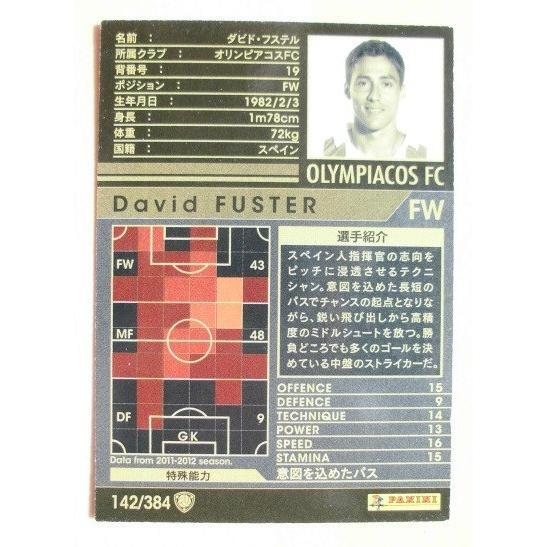 名前 : ダビド・フステル
所属クラブ : オリンピアコスFC
背番号 : 19
ポジション : FW
生年月日 : 1982/2/3
身長 : 1m78cm
体重 : 72kg
国籍 : スペイン
OLYMPIACOS FC
David FUSTER FW
FW 43
MF 48
DF 9
GK
Data from 2011-2012 season.
選手紹介
スペイン人指揮官の志向を
ピッチに浸透させるテクニ
シャン。意図を込めた長短の
パスでチャンスの起点となりな
がら、鋭い飛び出しから高精
度のミドルシュートを放つ。勝
負どころでも多くのゴールを決
めている中盤のストライカーだ。
OFFENCE 15
DEFENCE 9
TECHNIQUE 14
POWER 13
SPEED 16
STAMINA 15
特殊能力 意図を込めたパス
142/384 PANINI